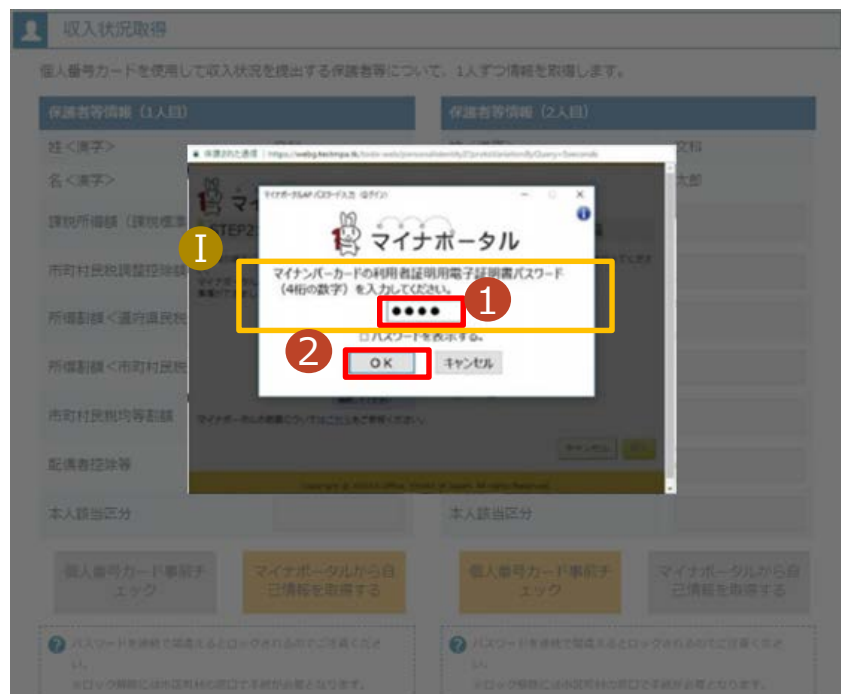 収入状況取得
個人番号カードを使用して収入状況を提出する保護者等について、1人ずつ情報を取得します。
保護者等情報（1人目）
保護者等情報（2人目）
姓<漢字>
文科
名<漢字>
太郎
マイナポータル
マイナンバーカードの利用者証明用電子証明書パスワード
（4桁の数字）を入力してください。
●●●●
□パスワードを表示する。
OK
キャンセル
I
1
2
課税所得額（課税標準
市町村民税調整控除額
所得割額<道府県民税
所得割額<市町村民税
市町村民税均等割額
配偶者控除等
本人該当区分
本人該当区分
個人番号カード事前チ
ェック
マイナポータルから自
己情報を取得する
個人番号カード事前チ
ェック
マイナポータルから自
己情報を取得する
パスワードを連続で間違えるとロックされるのでご注意くださ
い。
※ロック解除には市区町村の窓口で手続が必要となります。
パスワードを連続で間違えるとロックされるのでご注意くださ
い。
※ロック解除には市区町村の窓口で手続が必要となります。